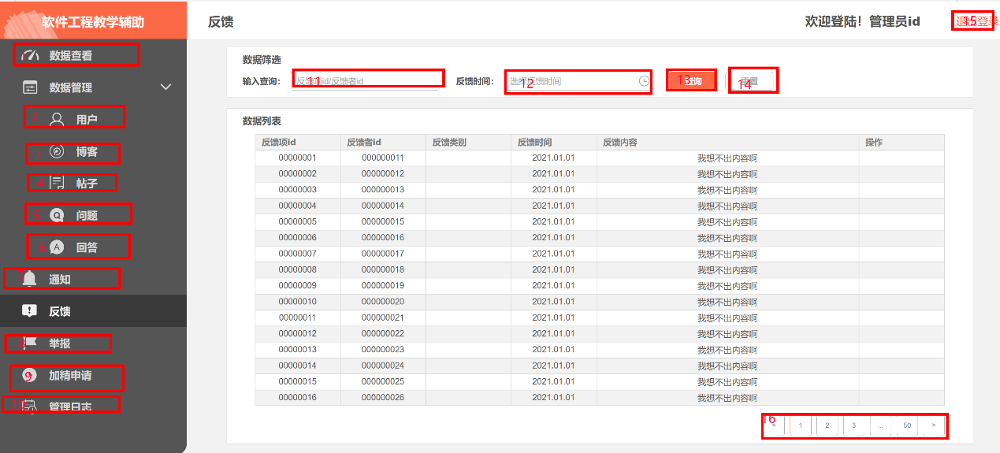 软件工程教学辅助
反馈
欢迎登陆！管理员id
15
退出登录
数据查看
数据管理
2 用户
3 博客
4 帖子
5 问题
6 回答
通知
反馈
8 举报
9 加精申请
10 管理日志
数据筛选
输入查询：
11
反馈项id/反馈者id
反馈时间：
12
选择反馈时间
13
查询
14
重置
数据列表
反馈项id 反馈者id 反馈类别 反馈时间 反馈内容 操作
00000001 000000011 2021.01.01 我想不出内容啊
00000002 000000012 2021.01.01 我想不出内容啊
00000003 000000013 2021.01.01 我想不出内容啊
00000004 000000014 2021.01.01 我想不出内容啊
00000005 000000015 2021.01.01 我想不出内容啊
00000006 000000016 2021.01.01 我想不出内容啊
00000007 000000017 2021.01.01 我想不出内容啊
00000008 000000018 2021.01.01 我想不出内容啊
00000009 000000019 2021.01.01 我想不出内容啊
00000010 000000020 2021.01.01 我想不出内容啊
00000011 000000021 2021.01.01 我想不出内容啊
00000012 000000022 2021.01.01 我想不出内容啊
00000013 000000023 2021.01.01 我想不出内容啊
00000014 000000024 2021.01.01 我想不出内容啊
00000015 000000025 2021.01.01 我想不出内容啊
00000016 000000026 2021.01.01 我想不出内容啊
16
< 1 2 3 ... 50 >